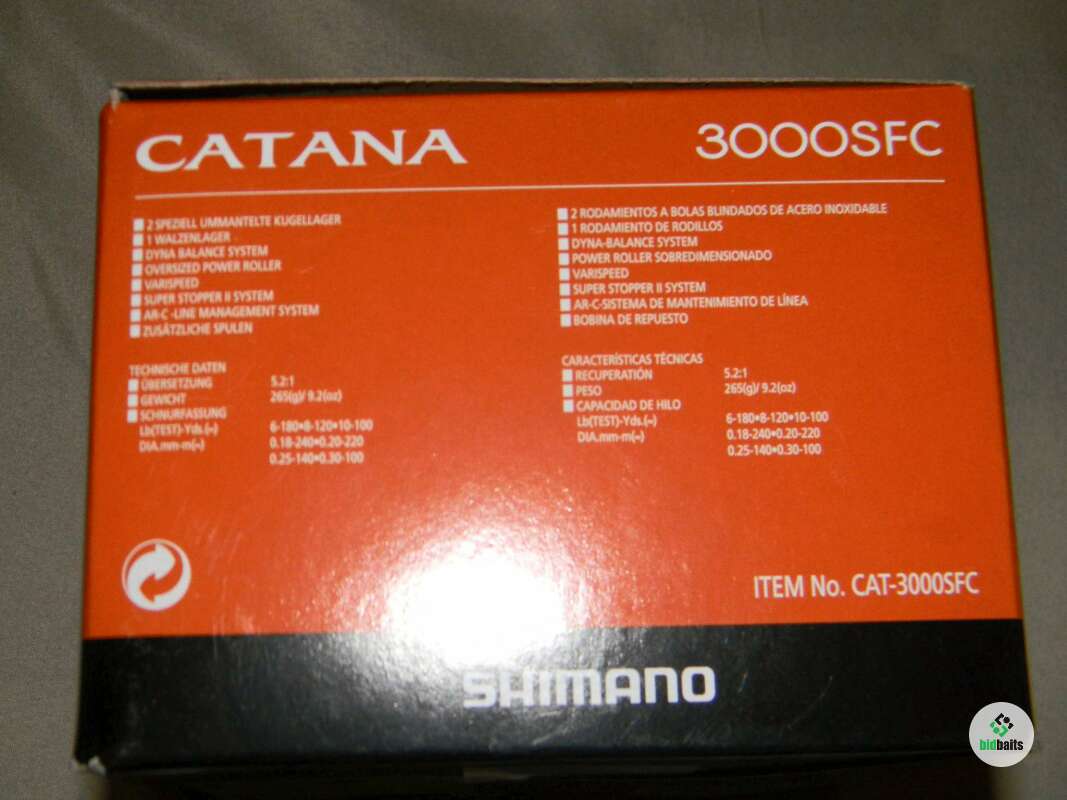 CATANA
3000SFC
2 SPEZIELL UMMANTELTE KUGELLAGER
1 WALZENLAGER
DYNA BALANCE SYSTEM
OVERSIZED POWER ROLLER
VARISPEED
SUPER STOPPER II SYSTEM
AR-C -LINE MANAGEMENT SYSTEM
ZUSÄTZLICHE SPULEN
TECHNISCHE DATEN
ÜBERSETZUNG 5.2:1
GEWICHT 265(g)/ 9.2(oz)
SCHNURFASSUNG
Lb(TEST)-Yds.(~) 6-180•8-120•10-100
DIA.mm-m(~) 0.18-240•0.20-220
0.25-140•0.30-100
2 RODAMIENTOS A BOLAS BLINDADOS DE ACERO INOXIDABLE
1 RODAMIENTO DE RODILLOS
DYNA-BALANCE SYSTEM
POWER ROLLER SOBREDIMENSIONADO
VARISPEED
SUPER STOPPER II SYSTEM
AR-C-SISTEMA DE MANTENIMIENTO DE LÍNEA
BOBINA DE REPUESTO
CARACTERÍSTICAS TÉCNICAS
RECUPERATIÓN 5.2:1
PESO 265(g)/ 9.2(oz)
CAPACIDAD DE HILO
Lb(TEST)-Yds.(~) 6-180•8-120•10-100
DIA.mm-m(~) 0.18-240•0.20-220
0.25-140•0.30-100
ITEM No. CAT-3000SFC
SHIMANO
bidbaits